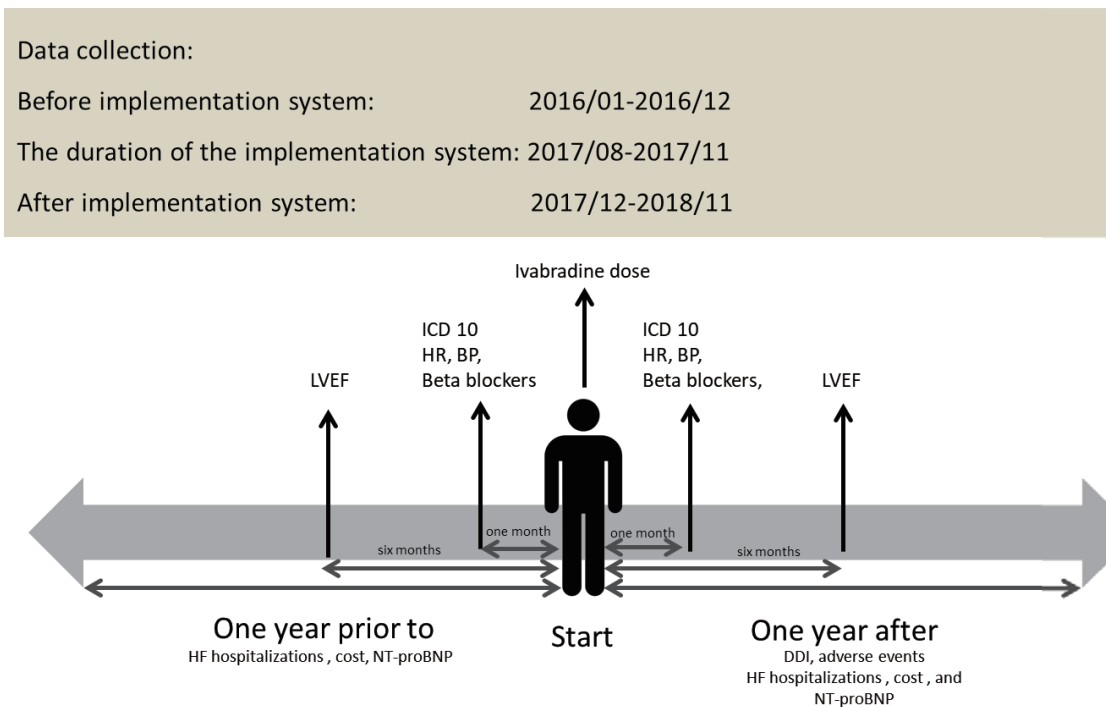 Data collection:
Before implementation system: 2016/01-2016/12
The duration of the implementation system: 2017/08-2017/11
After implementation system: 2017/12-2018/11
Ivabradine dose
ICD 10
HR, BP,
Beta blockers
ICD 10
HR, BP,
Beta blockers,
LVEF
LVEF
one month
one month
six months
six months
One year prior to
HF hospitalizations , cost, NT-proBNP
Start
One year after
DDI, adverse events
HF hospitalizations , cost , and
NT-proBNP